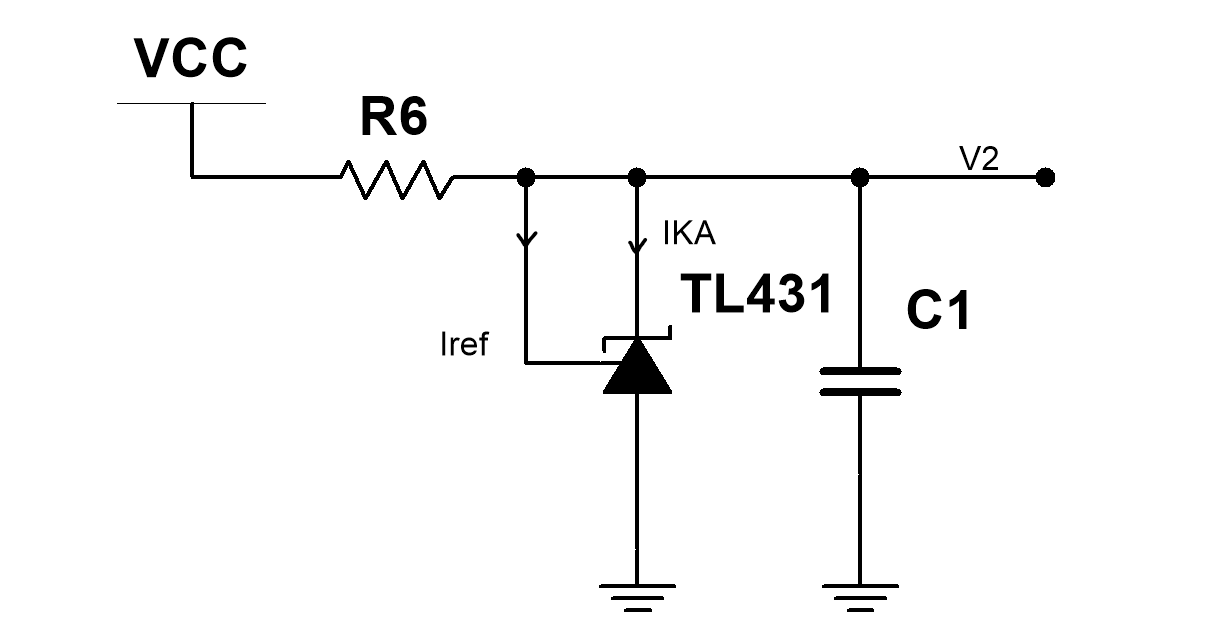 VCC
R6
V2
IKA
TL431
C1
Iref